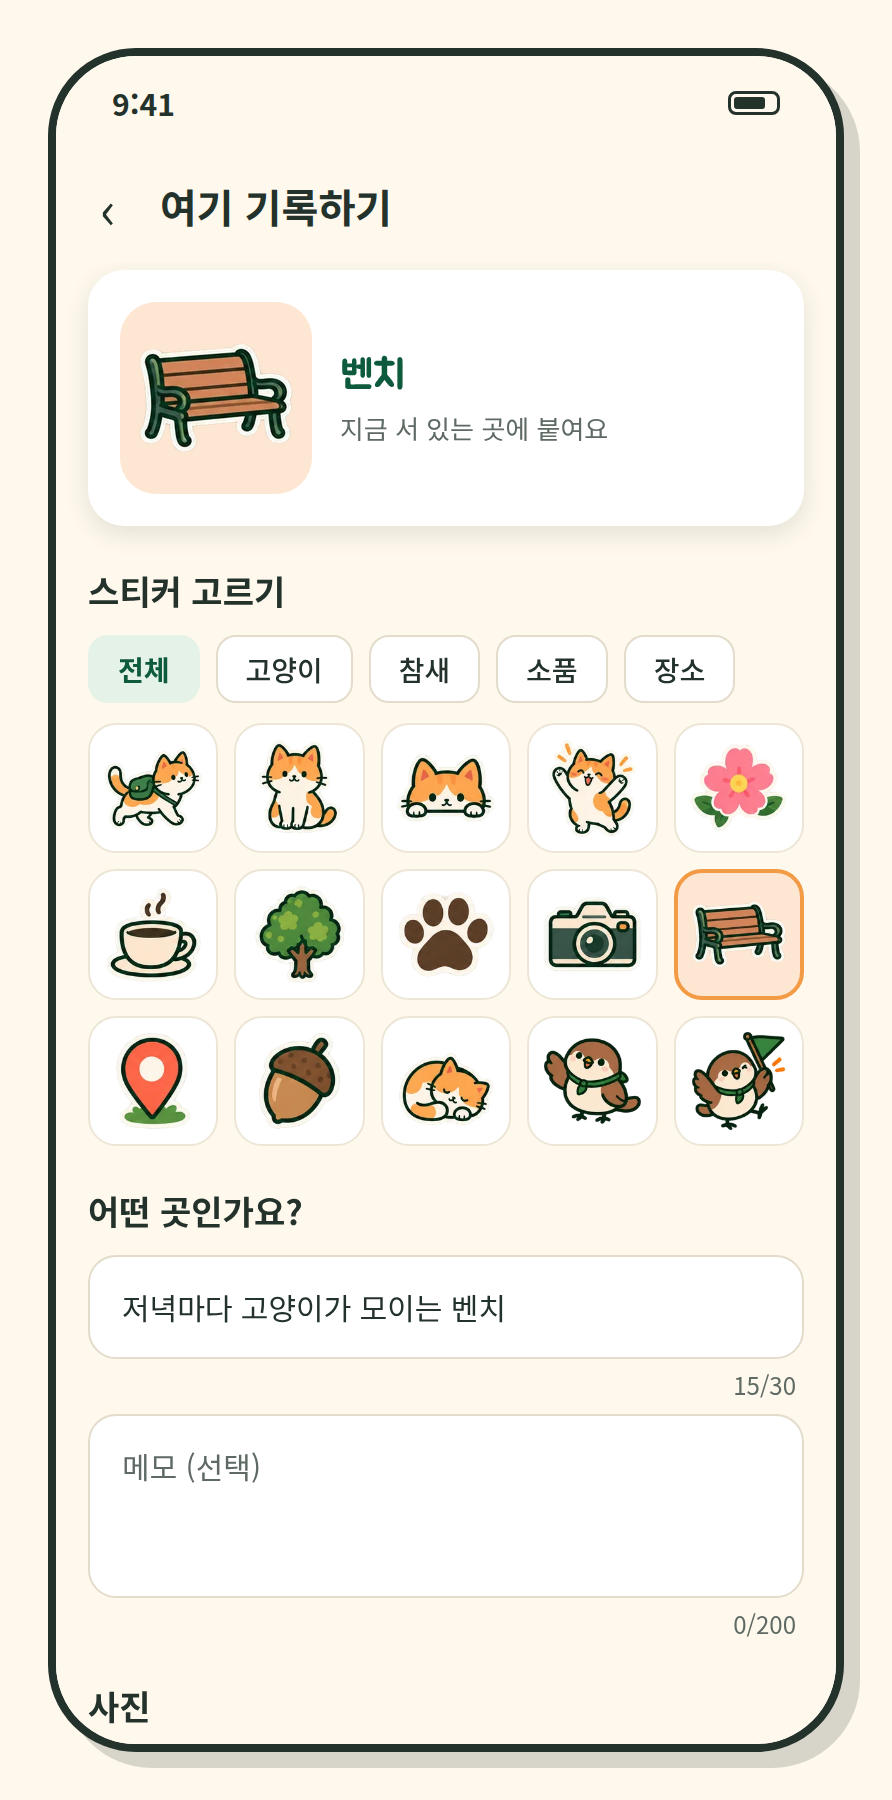 9:41
‹ 여기 기록하기
벤치
지금 서 있는 곳에 붙여요
스티커 고르기
전체 고양이 참새 소품 장소
어떤 곳인가요?
저녁마다 고양이가 모이는 벤치
15/30
메모 (선택)
0/200
사진